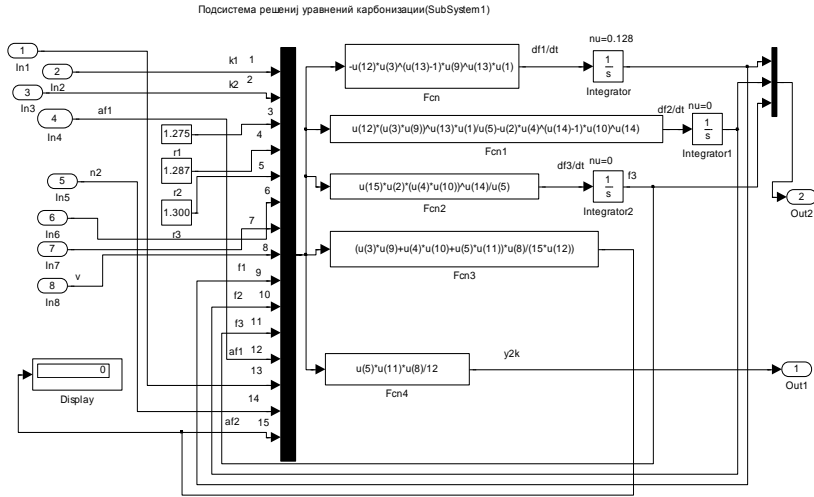 Подсистема решениј уравнений карбонизации(SubSystem1)
1
In1
2
In2
3
In3
4
In4
5
In5
6
In6
7
In7
8
In8
k1 1
k2 2
af1
3
4
5
6
7
8
n2
v
1.275
r1
1.287
r2
1.300
r3
f1 9
f2 10
f3 11
af1 12
13
14
af2 15
0
Display
-u(12)*u(3)^(u(13)-1)*u(9)^u(13)*u(1)
Fcn
df1/dt
nu=0.128
1
s
Integrator
u(12)*(u(3)*u(9))^u(13)*u(1)/u(5)-u(2)*u(4)^(u(14)-1)*u(10)^u(14)
Fcn1
df2/dt
nu=0
1
s
Integrator1
u(15)*u(2)*(u(4)*u(10))^u(14)/u(5)
Fcn2
df3/dt
nu=0
1
s
Integrator2
f3
(u(3)*u(9)+u(4)*u(10)+u(5)*u(11))*u(8)/(15*u(12))
Fcn3
u(5)*u(11)*u(8)/12
Fcn4
y2k
2
Out2
1
Out1